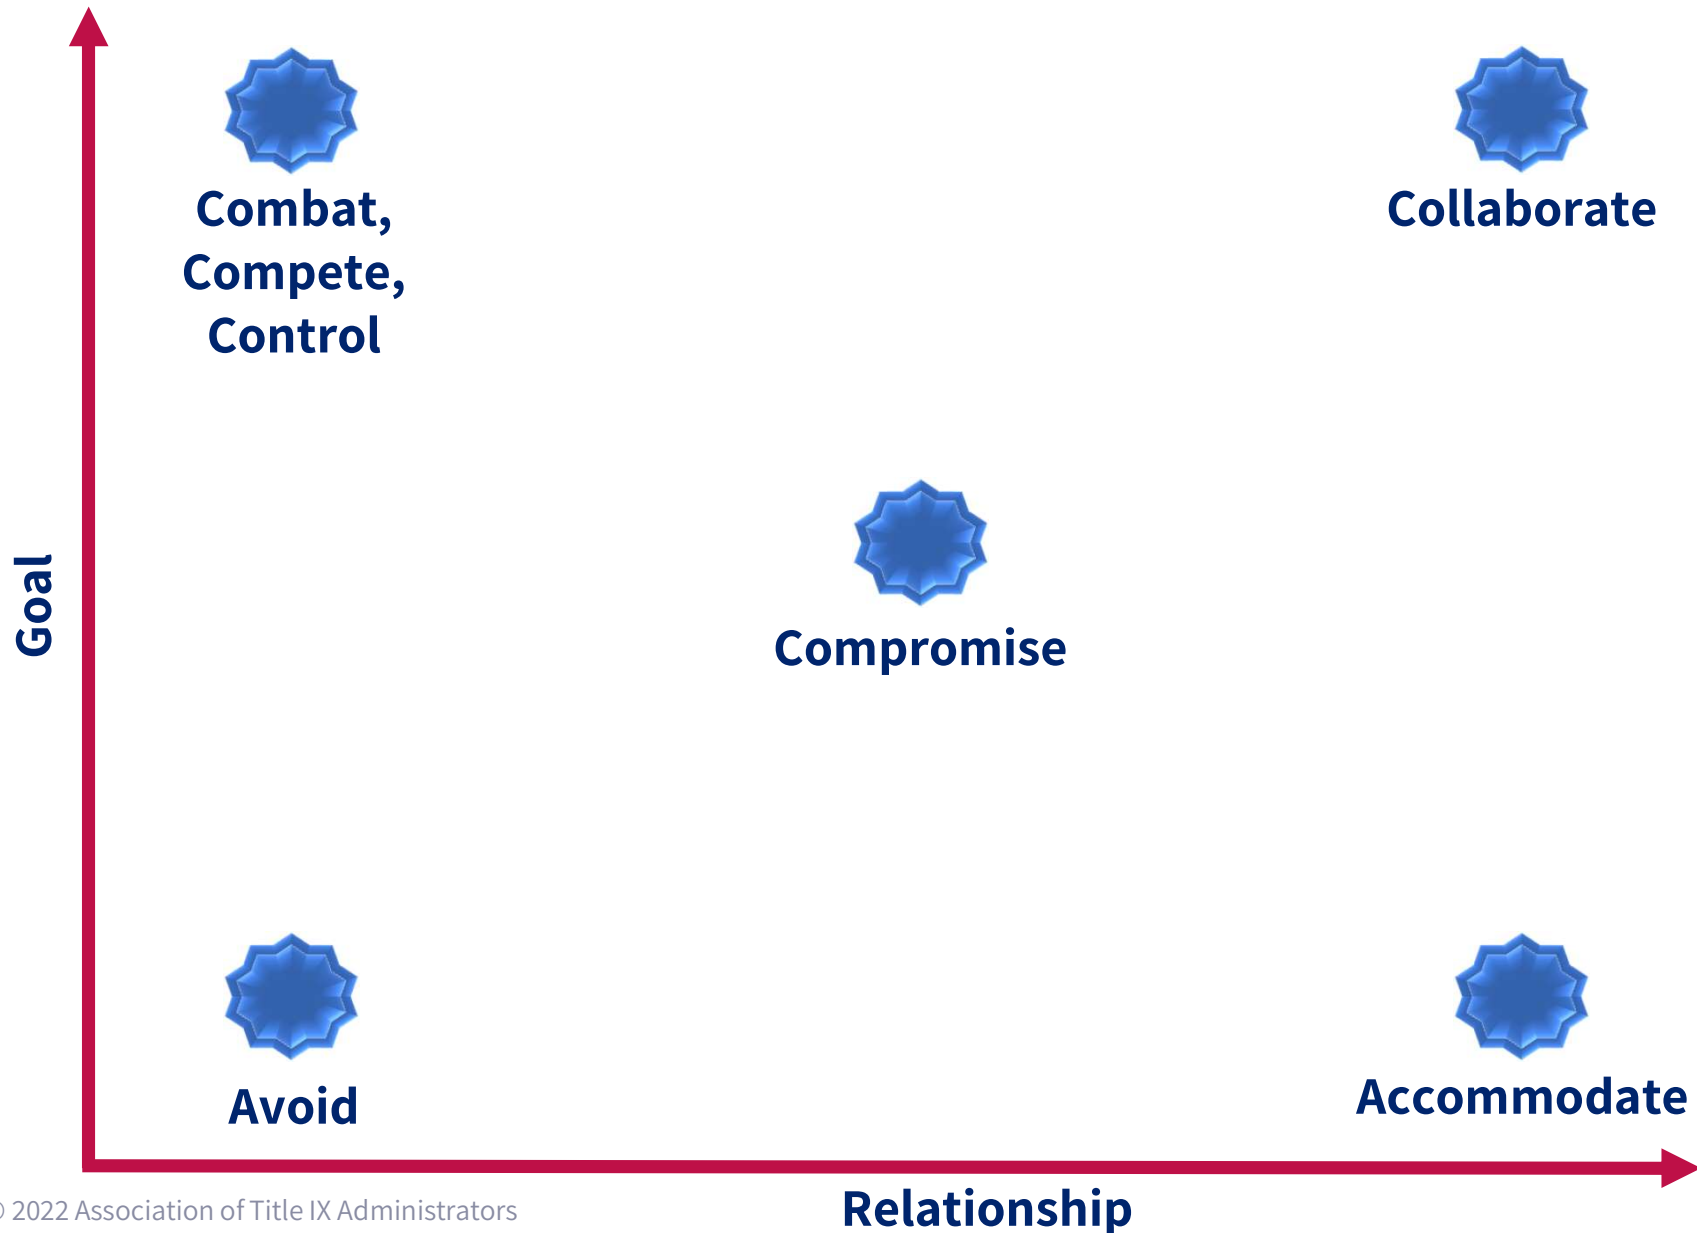 Combat,
Compete,
Control
Collaborate
Goal
Compromise
Avoid
Accommodate
Relationship
© 2022 Association of Title IX Administrators